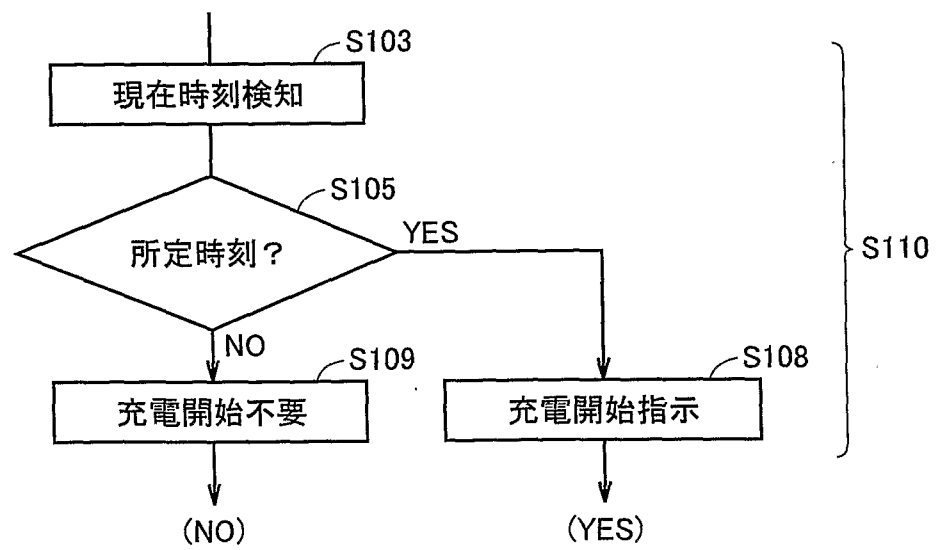 S103
現在時刻検知
S105
所定時刻？
YES
S110
NO
S109
S108
充電開始不要
充電開始指示
(NO)
(YES)